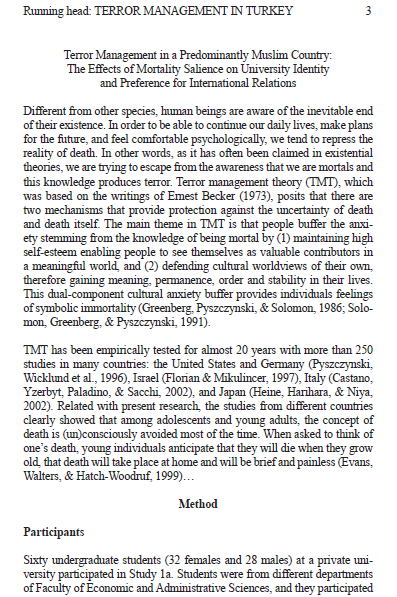 Running head: TERROR MANAGEMENT IN TURKEY 3
Terror Management in a Predominantly Muslim Country:
The Effects of Mortality Salience on University Identity
and Preference for International Relations
Different from other species, human beings are aware of the inevitable end
of their existence. In order to be able to continue our daily lives, make plans
for the future, and feel comfortable psychologically, we tend to repress the
reality of death. In other words, as it has often been claimed in existential
theories, we are trying to escape from the awareness that we are mortals and
this knowledge produces terror. Terror management theory (TMT), which
was based on the writings of Ernest Becker (1973), posits that there are
two mechanisms that provide protection against the uncertainty of death
and death itself. The main theme in TMT is that people buffer the anxi-
ety stemming from the knowledge of being mortal by (1) maintaining high
self-esteem enabling people to see themselves as valuable contributors in
a meaningful world, and (2) defending cultural worldviews of their own,
therefore gaining meaning, permanence, order and stability in their lives.
This dual-component cultural anxiety buffer provides individuals feelings
of symbolic immortality (Greenberg, Pyszczynski, & Solomon, 1986; Solo-
mon, Greenberg, & Pyszczynski, 1991).
TMT has been empirically tested for almost 20 years with more than 250
studies in many countries: the United States and Germany (Pyszczynski,
Wicklund et al., 1996), Israel (Florian & Mikulincer, 1997), Italy (Castano,
Yzerbyt, Paladino, & Sacchi, 2002), and Japan (Heine, Harihara, & Niya,
2002). Related with present research, the studies from different countries
clearly showed that among adolescents and young adults, the concept of
death is (un)consciously avoided most of the time. When asked to think of
one's death, young individuals anticipate that they will die when they grow
old, that death will take place at home and will be brief and painless (Evans,
Walters, & Hatch-Woodruf, 1999)…
Method
Participants
Sixty undergraduate students (32 females and 28 males) at a private uni-
versity participated in Study 1a. Students were from different departments
of Faculty of Economic and Administrative Sciences, and they participated